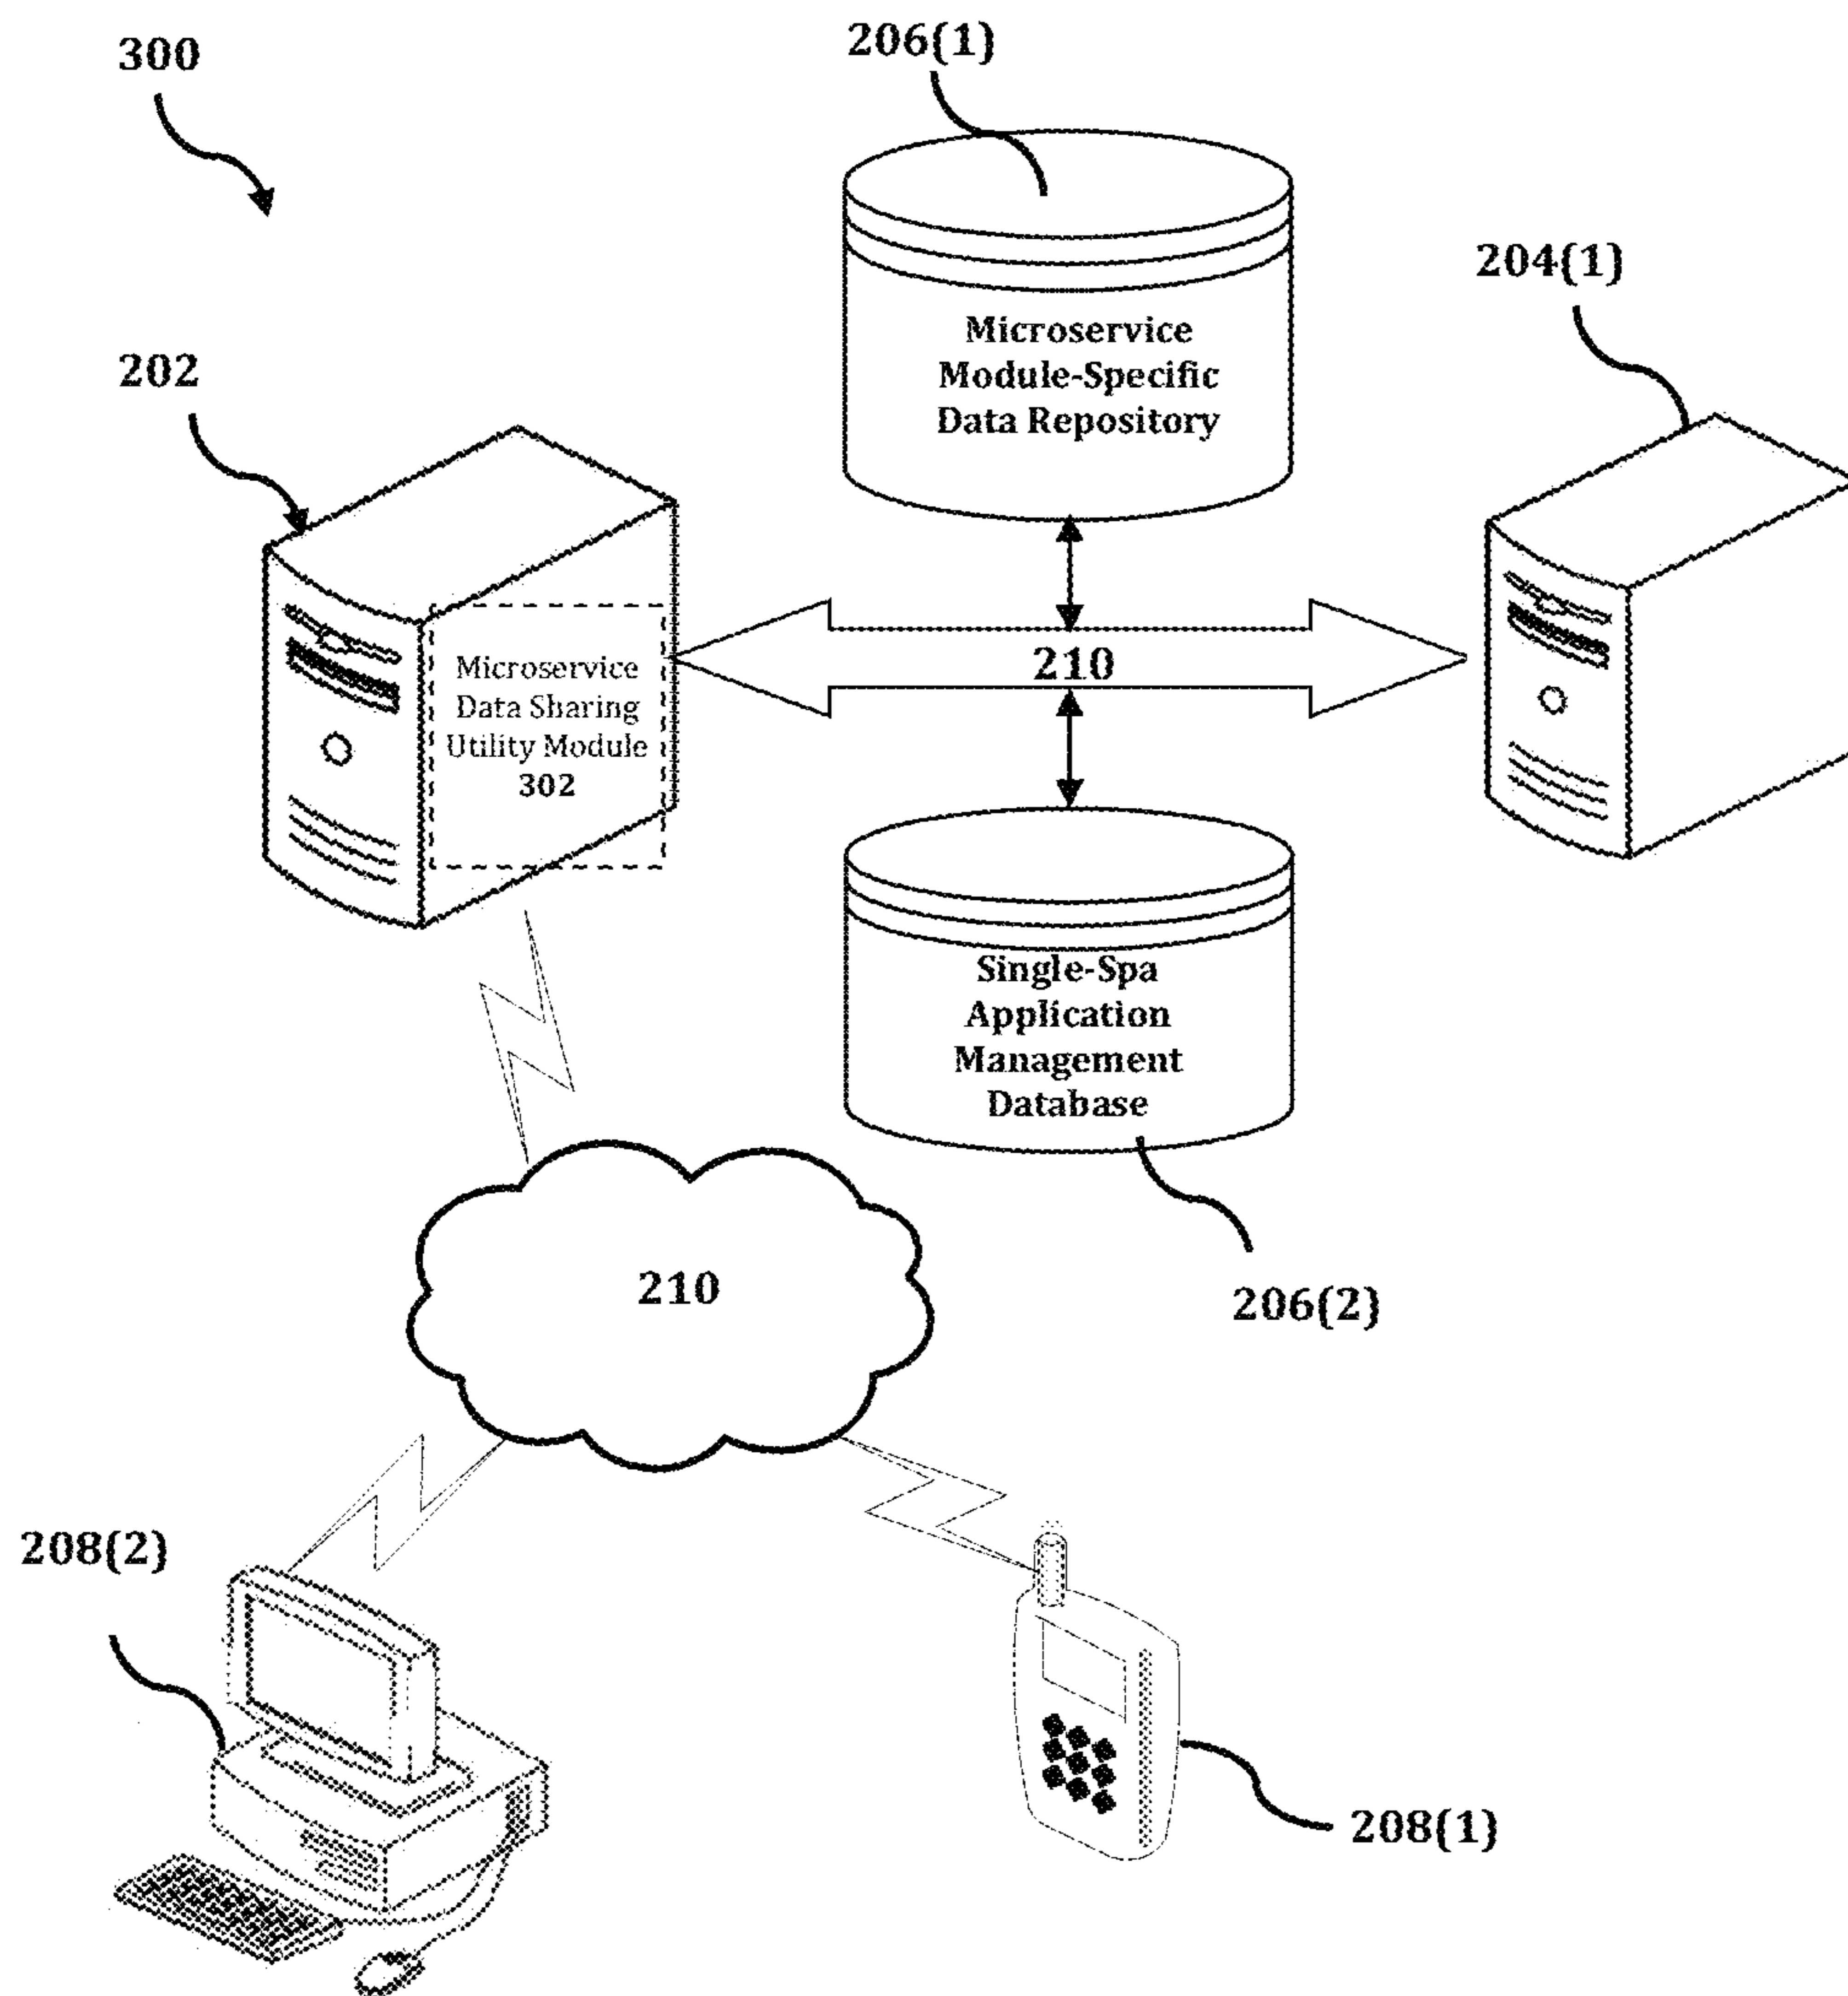 300
206(1)
204(1)
202
Microservice
Module-Specific
Data Repository
Microservice
Data Sharing
Utility Module
302
210
Single-Spa
Application
Management
Database
210
206(2)
208(2)
208(1)